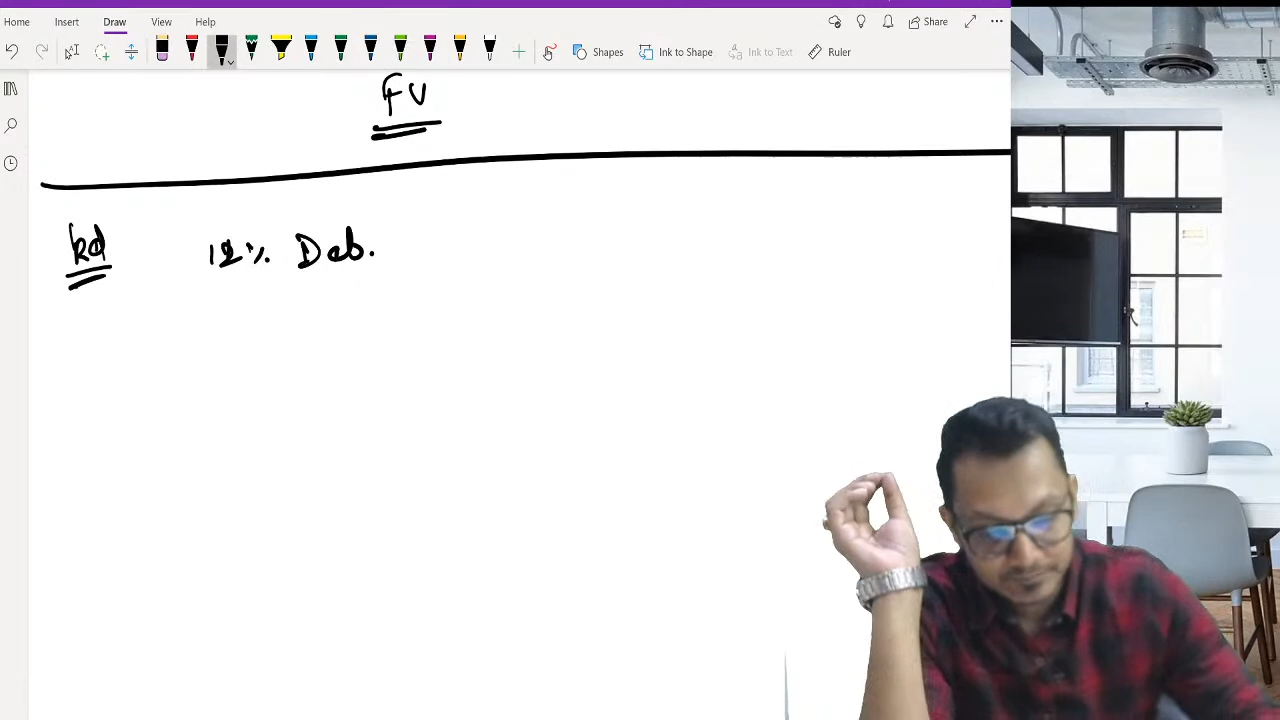 Home Insert Draw View Help Share
Shapes Ink to Shape Ink to Text Ruler
FV
kd 12% Deb.